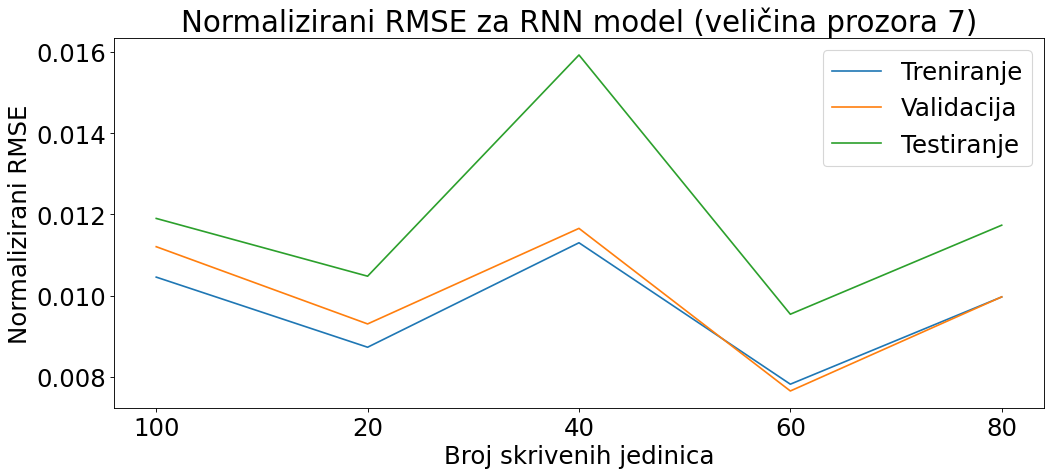 Normalizirani RMSE za RNN model (veličina prozora 7)
Normalizirani RMSE
0.016
0.014
0.012
0.010
0.008
Treniranje
Validacija
Testiranje
100 20 40 60 80
Broj skrivenih jedinica